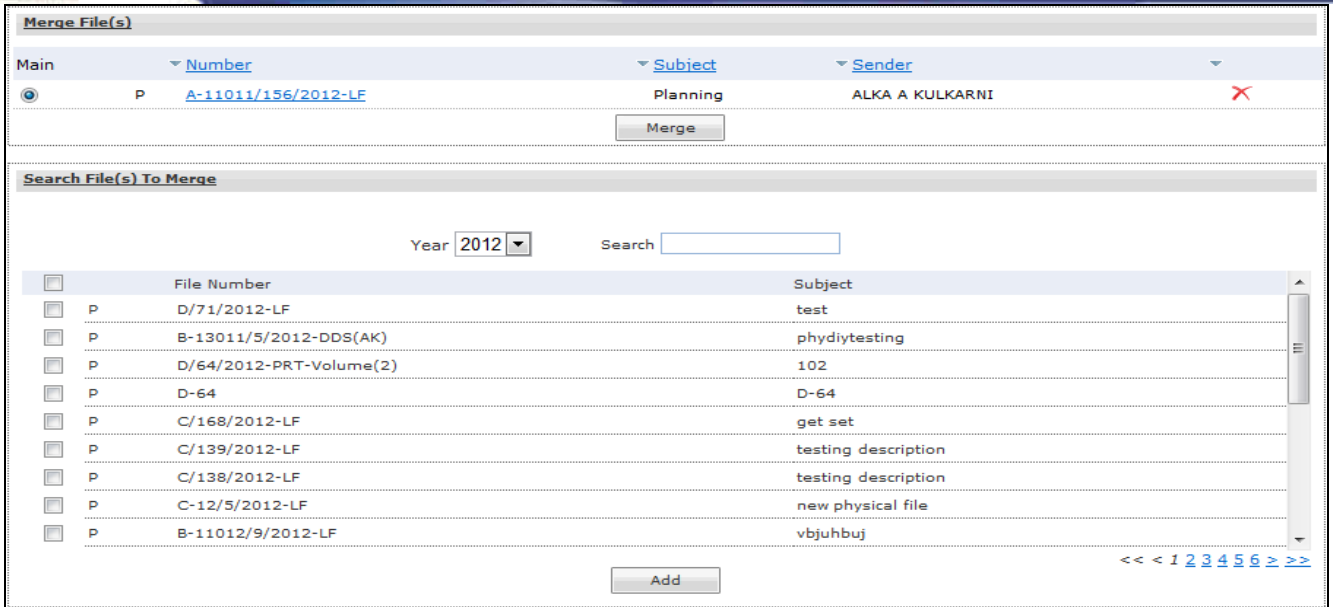 Merge File(s)
Main Number Subject Sender
P A-11011/156/2012-LF Planning ALKA A KULKARNI
Merge
Search File(s) To Merge
Year 2012 Search
File Number Subject
P D/71/2012-LF test
P B-13011/5/2012-DDS(AK) phydiytesting
P D/64/2012-PRT-Volume(2) 102
P D-64 D-64
P C/168/2012-LF get set
P C/139/2012-LF testing description
P C/138/2012-LF testing description
P C-12/5/2012-LF new physical file
P B-11012/9/2012-LF vbjuhbuj
<< < 1 2 3 4 5 6 > >>
Add